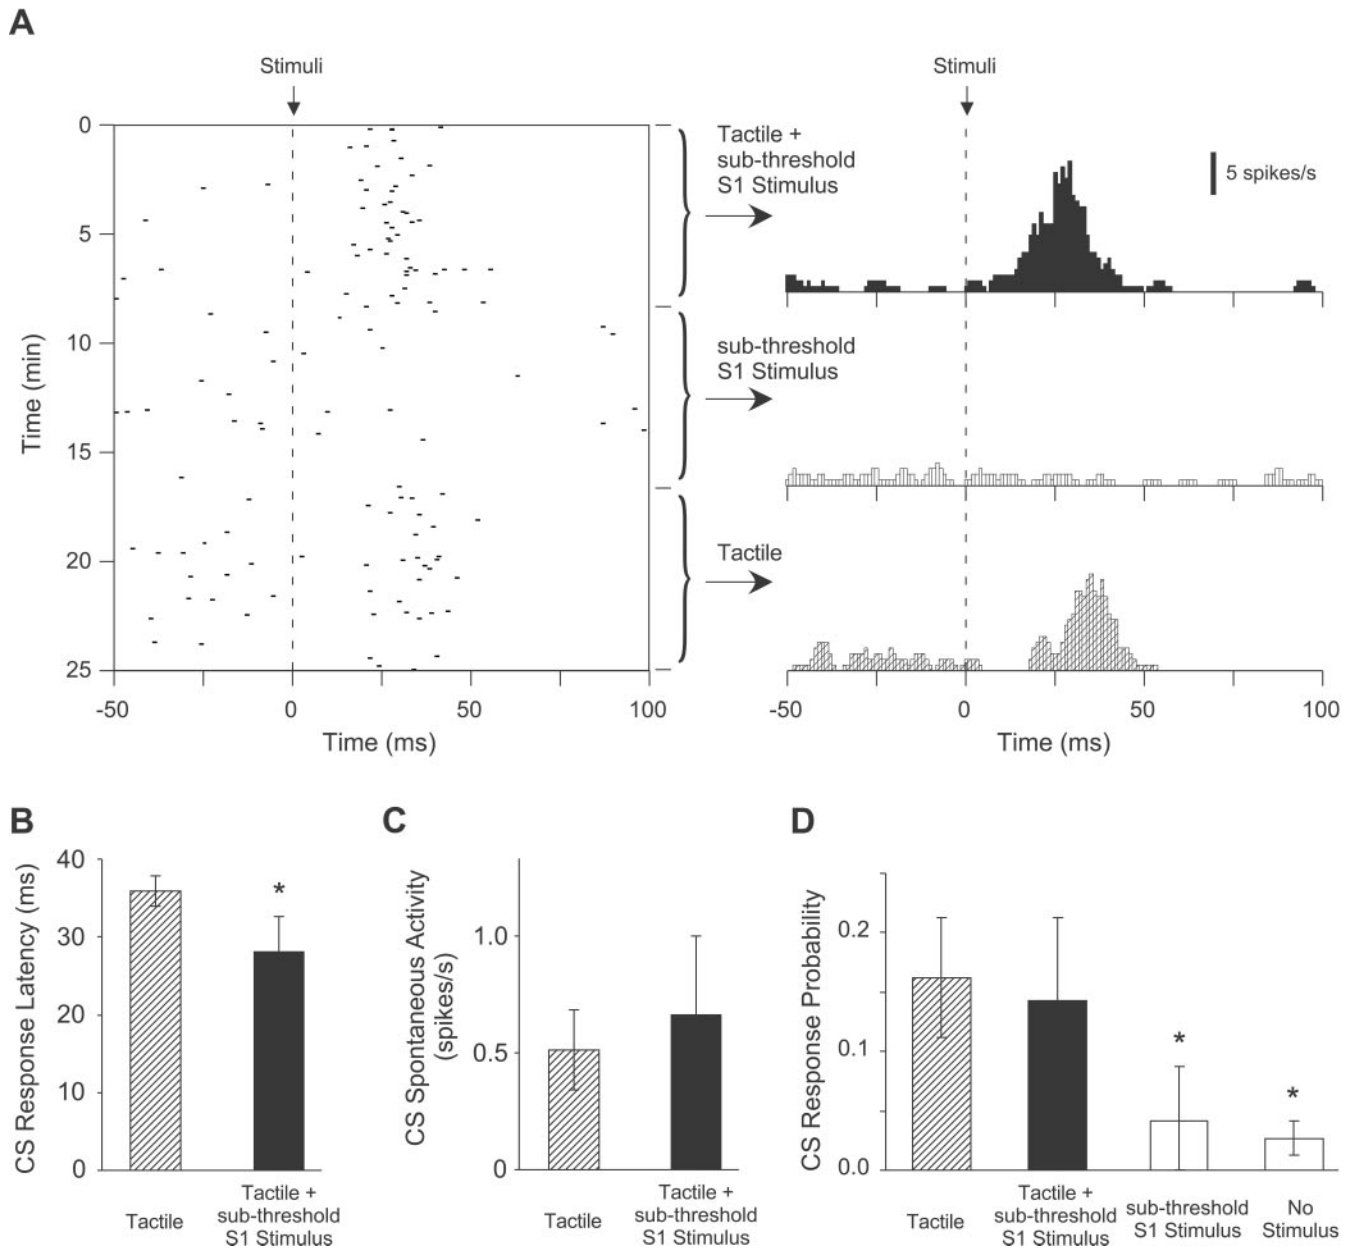 A
Stimuli
Stimuli
0
5
10
15
20
25
Time (min)
-50
0
50
100
Time (ms)
Tactile +
sub-threshold
S1 Stimulus
5 spikes/s
sub-threshold
S1 Stimulus
Tactile
-50
0
50
100
Time (ms)
B
CS Response Latency (ms)
40
30
20
10
0
*
Tactile
Tactile +
sub-threshold
S1 Stimulus
C
CS Spontaneous Activity
(spikes/s)
1.0
0.5
0
Tactile
Tactile +
sub-threshold
S1 Stimulus
D
CS Response Probability
0.2
0.1
0.0
*
*
Tactile
Tactile +
sub-threshold
S1 Stimulus
sub-threshold
S1 Stimulus
No
Stimulus